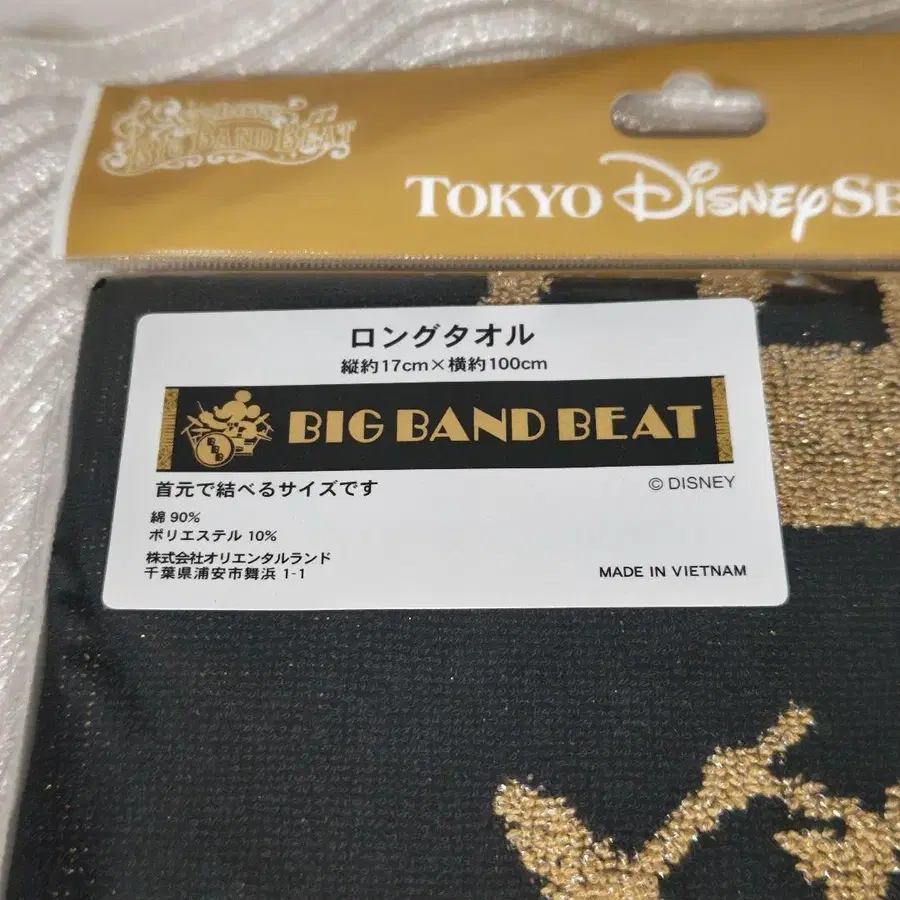 BIG BAND BEAT
TOKYO DISNEY SE
ロングタオル
縦約17cm×横約100cm
BIG BAND BEAT
首元で結べるサイズです
© DISNEY
綿 90%
ポリエステル 10%
株式会社オリエンタルランド
千葉県浦安市舞浜 1-1
MADE IN VIETNAM